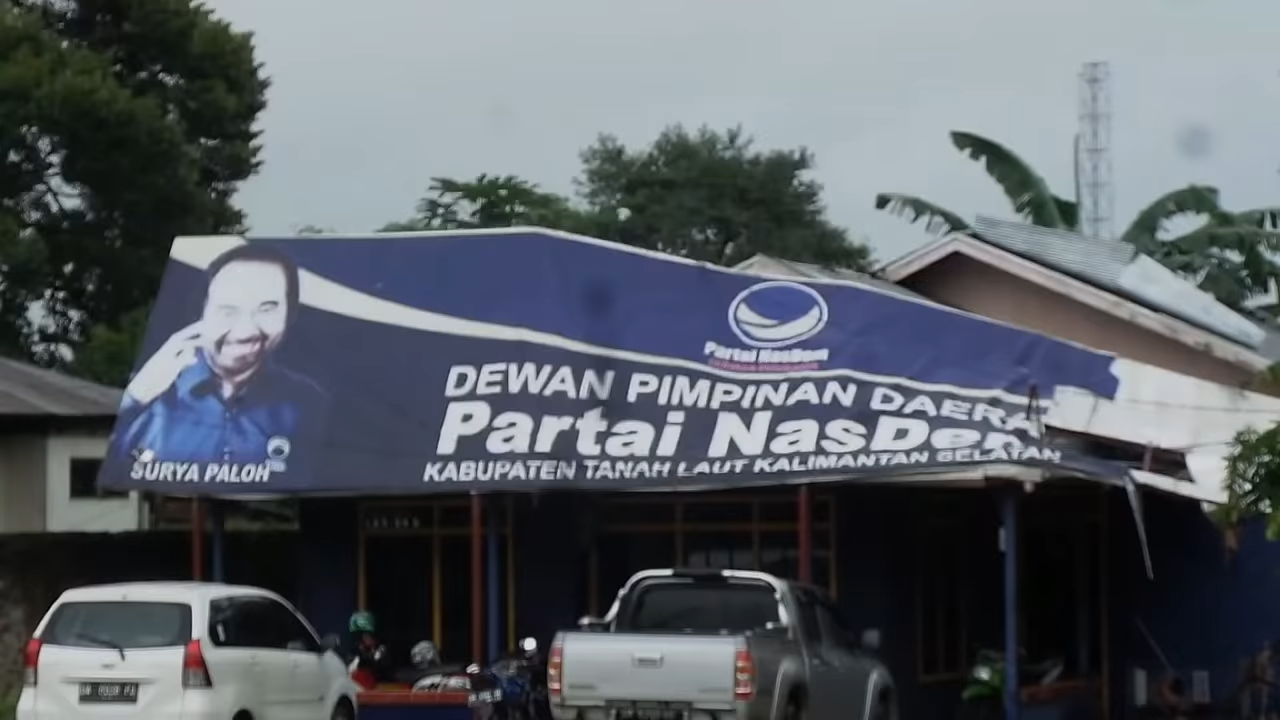 Partai NasDem
DEWAN PIMPINAN DAERA
Partai NasDem
KABUPATEN TANAH LAUT KALIMANTAN SELATAN
SURYA PALOH